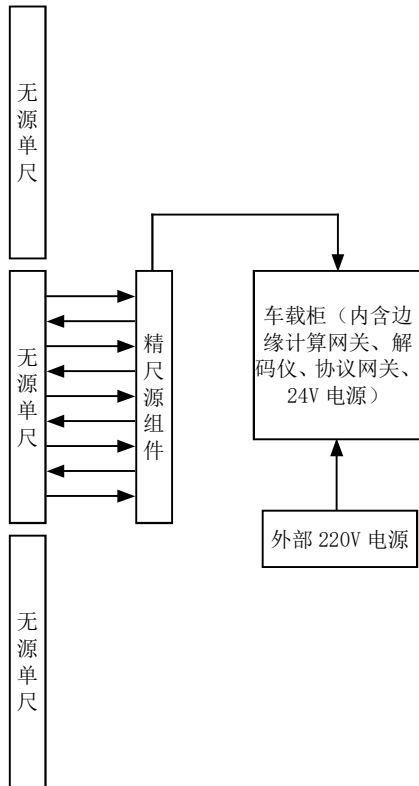 无源单尺
无源单尺
精尺源组件
车载柜（内含边
缘计算网关、解
码仪、协议网关、
24V 电源）
外部 220V 电源
无源单尺